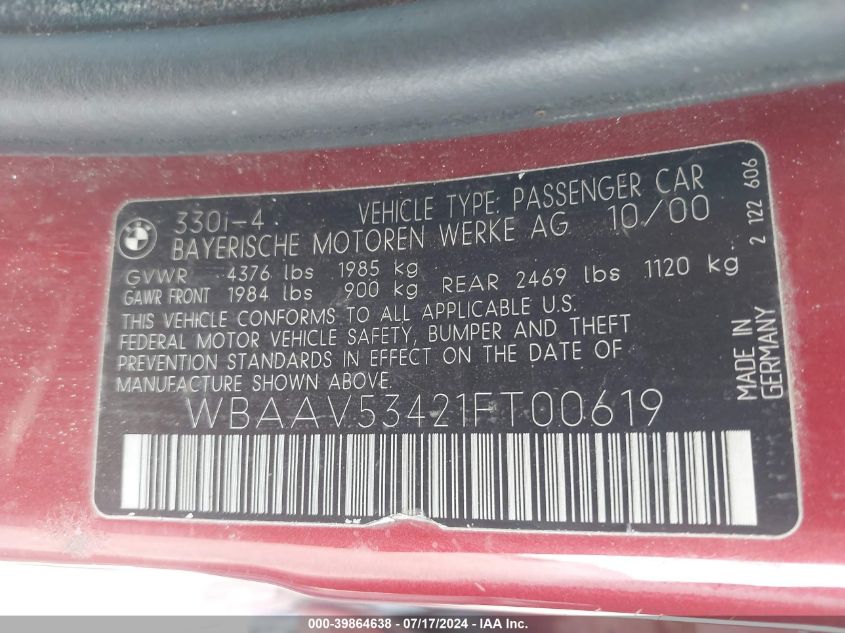 330i-4 VEHICLE TYPE: PASSENGER CAR
BAYERISCHE MOTOREN WERKE AG 10/00
GVWR 4376 lbs 1985 kg
GAWR FRONT 1984 lbs 900 kg REAR 2469 lbs 1120 kg
THIS VEHICLE CONFORMS TO ALL APPLICABLE U.S.
FEDERAL MOTOR VEHICLE SAFETY, BUMPER AND THEFT
PREVENTION STANDARDS IN EFFECT ON THE DATE OF
MANUFACTURE SHOWN ABOVE
WBAAV53421FT00619
2 122 606
MADE IN
GERMANY
000-39864638 - 07/17/2024 - IAAI.COM